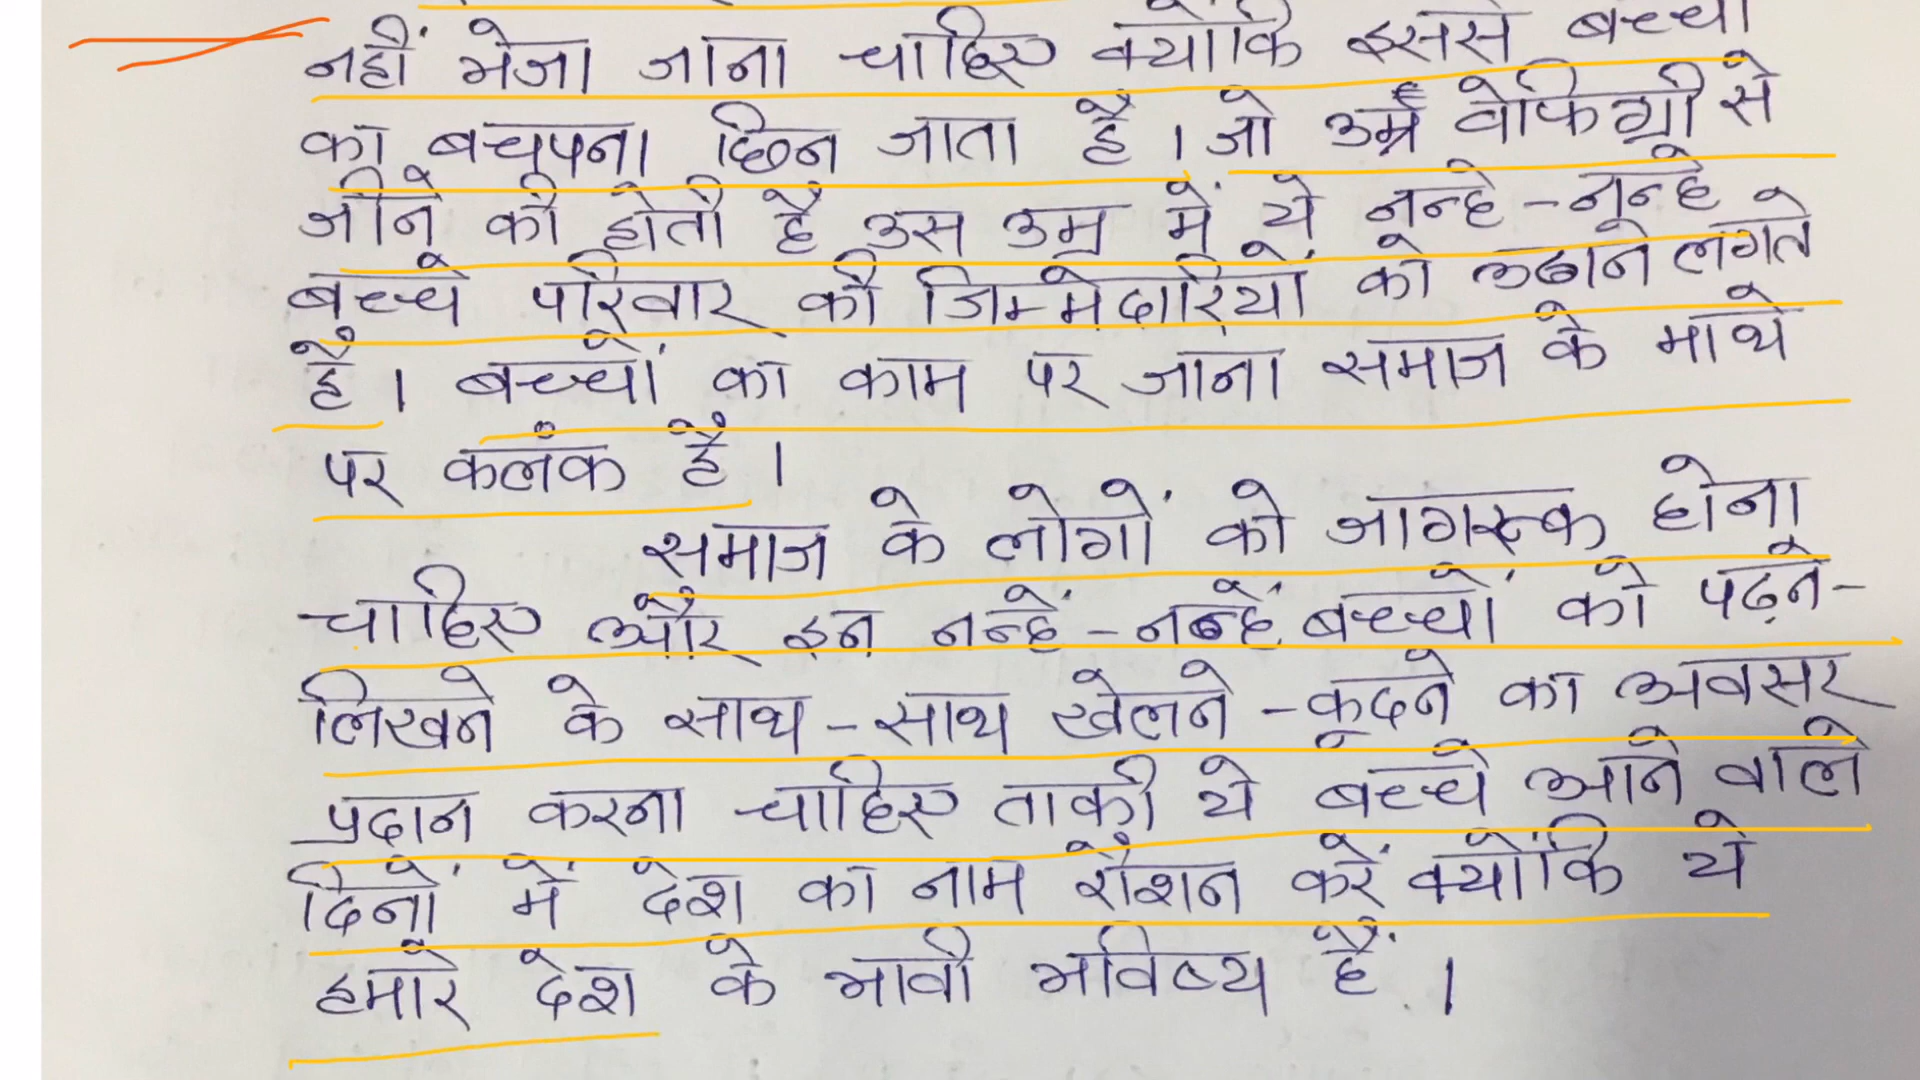 नहीं भेजा जाना चाहिए क्योंकि इससे बच्चों
का बचपना छिन जाता है । जो उम्र बेफिग्री से
जीने की होती है उस उम्र में ये नन्हे - नन्हे
बच्चे परिवार की जिम्मेदारियों को उठाने लगते
है । बच्चों का काम पर जाना समाज के माथे
पर कलंक है ।
समाज के लोगों को जागरूक होना
चाहिए और इन नन्हें - नन्हें बच्चों को पढ़ने -
लिखने के साथ - साथ खेलने - कूदने का अवसर
प्रदान करना चाहिए ताकी ये बच्चे आने वाले
दिनों में देश का नाम रौशन करें क्योंकि ये
हमारे देश के भावी भविष्य हैं ।